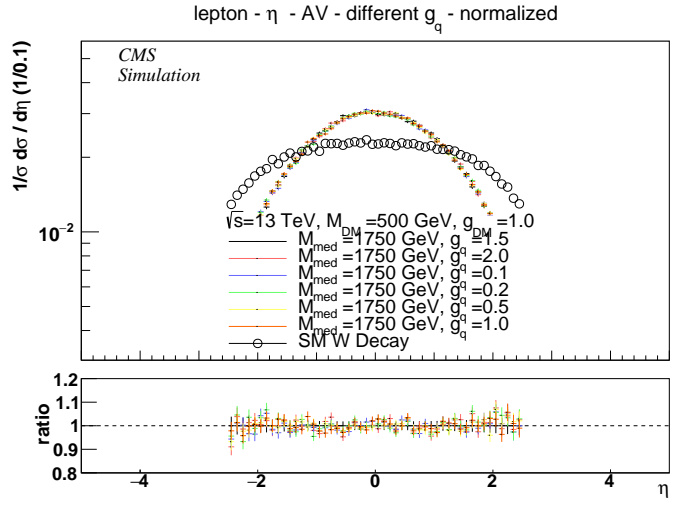 lepton - η - AV - different g_q - normalized
CMS
Simulation
1/σ dσ / dη (1/0.1)
10⁻²
√s=13 TeV, M_DM=500 GeV, g_DM=1.0
M_med=1750 GeV, g_q=1.5
M_med=1750 GeV, g_q=2.0
M_med=1750 GeV, g_q=0.1
M_med=1750 GeV, g_q=0.2
M_med=1750 GeV, g_q=0.5
M_med=1750 GeV, g_q=1.0
SM W Decay
ratio
1.2
1.1
1
0.9
0.8
−4 −2 0 2 4
η